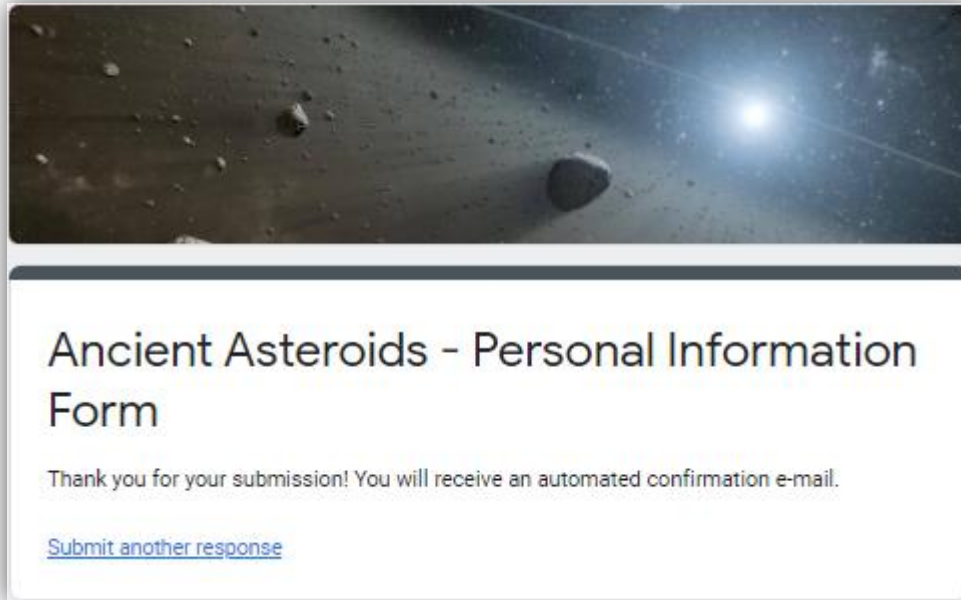 Ancient Asteroids - Personal Information
Form
Thank you for your submission! You will receive an automated confirmation e-mail.
Submit another response